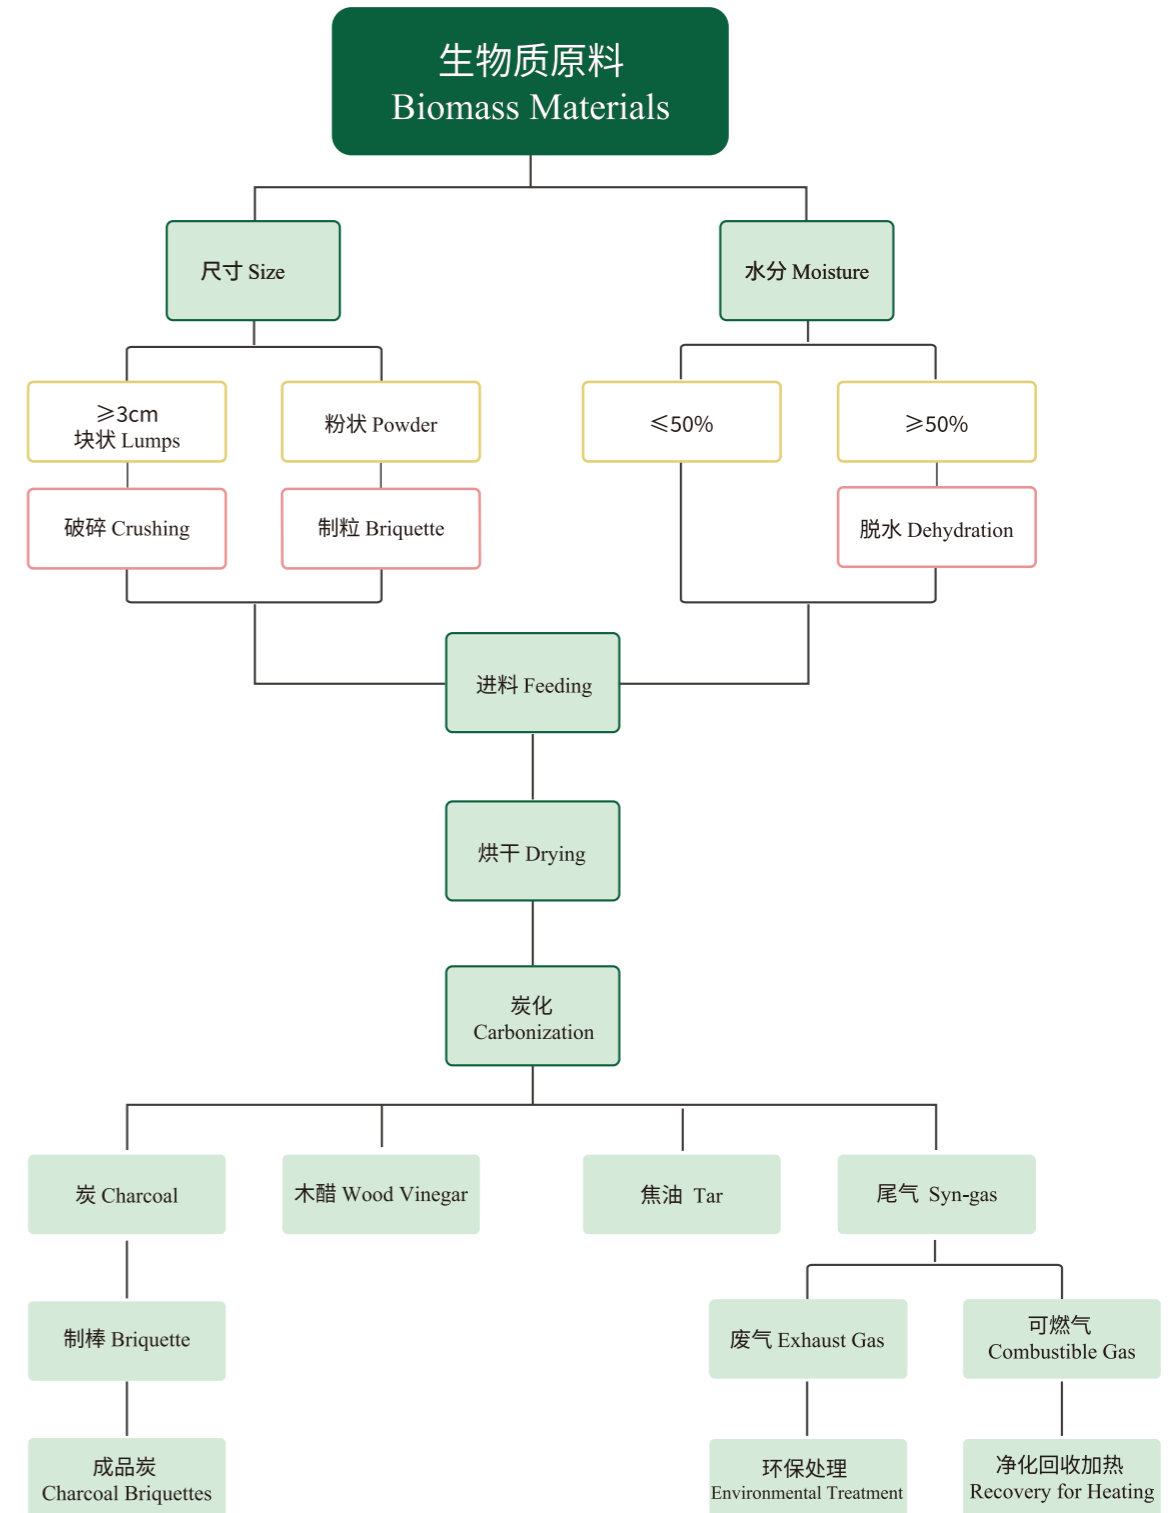 生物质原料
Biomass Materials
尺寸 Size
水分 Moisture
≥3cm
块状 Lumps
粉状 Powder
≤50%
≥50%
破碎 Crushing
制粒 Briquette
脱水 Dehydration
进料 Feeding
烘干 Drying
炭化
Carbonization
炭 Charcoal
木醋 Wood Vinegar
焦油 Tar
尾气 Syn-gas
制棒 Briquette
废气 Exhaust Gas
可燃气
Combustible Gas
成品炭
Charcoal Briquettes
环保处理
Environmental Treatment
净化回收加热
Recovery for Heating